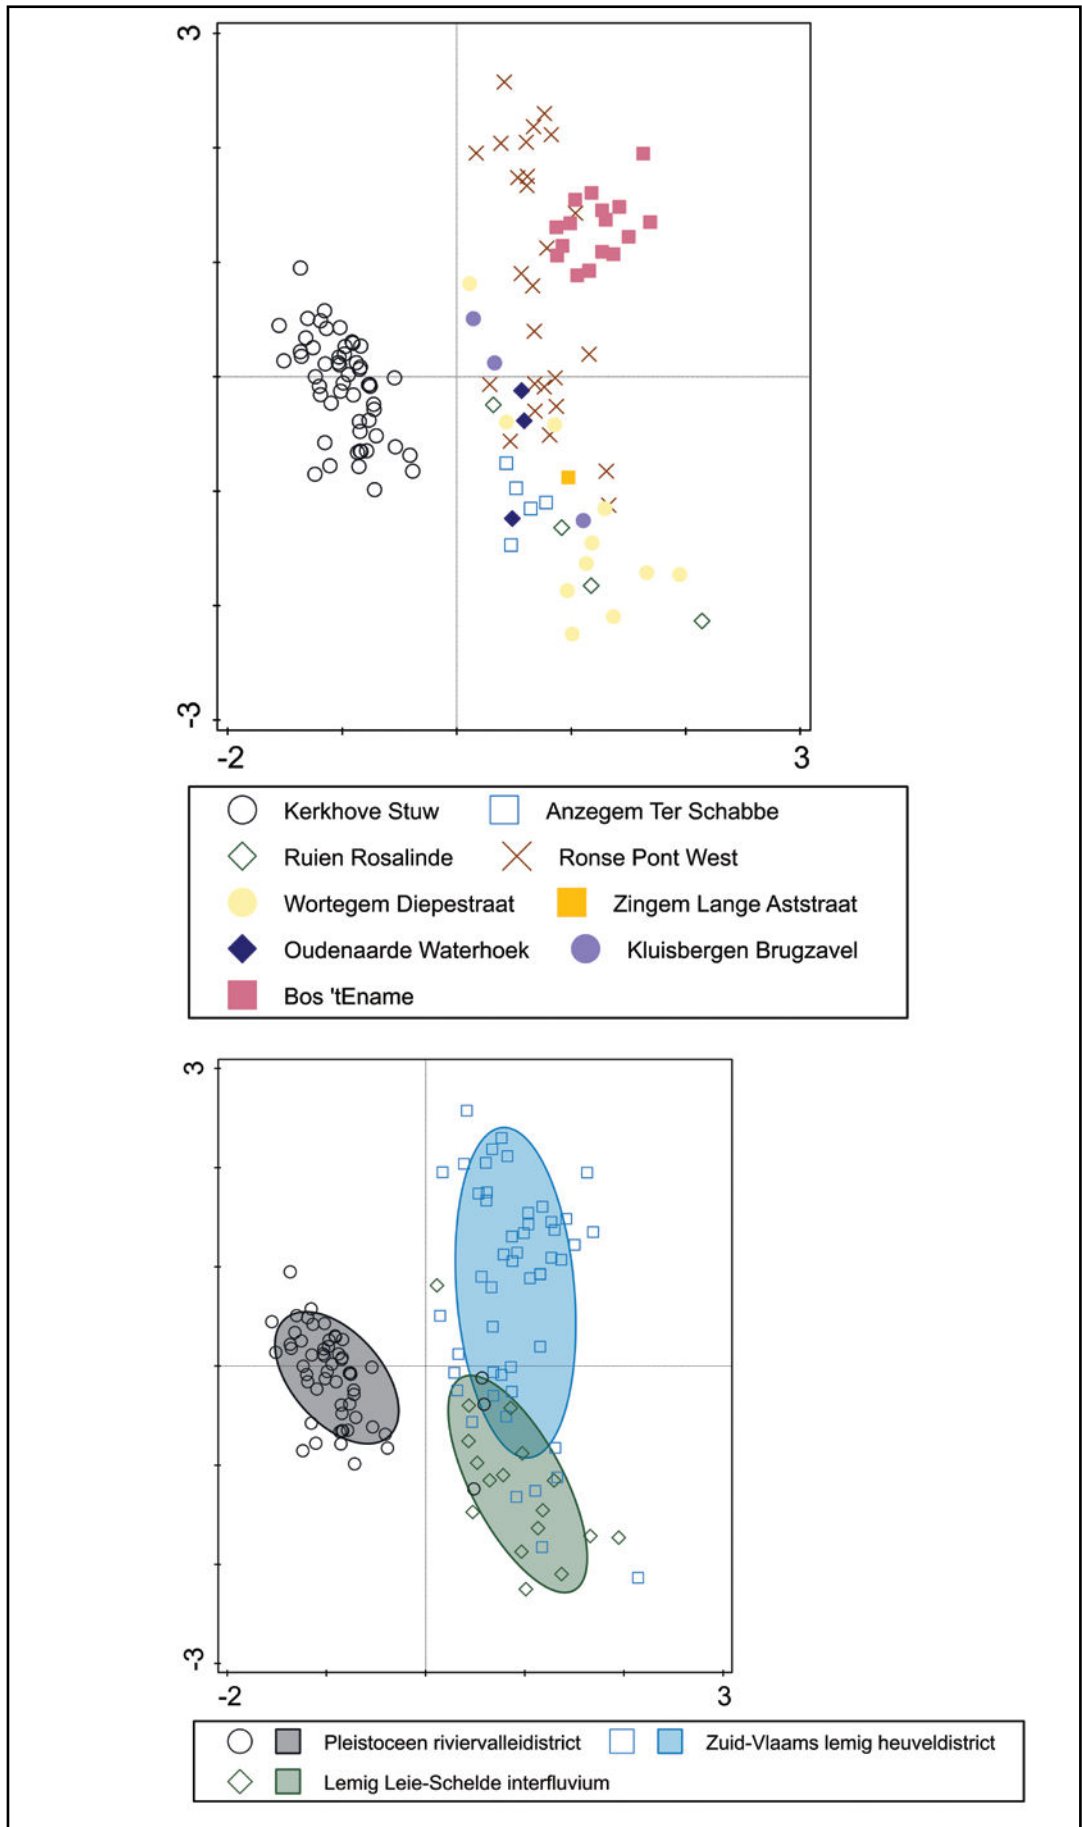 3
-3
-2 3
Kerkhove Stuw Anzegem Ter Schabbe
Ruien Rosalinde Ronse Pont West
Wortegem Diepestraat Zingem Lange Aststraat
Oudenaarde Waterhoek Kluisbergen Brugzavel
Bos 'tEname
3
-3
-2 3
Pleistoceen riviervalleidistrict Zuid-Vlaams lemig heuveldistrict
Lemig Leie-Schelde interfluvium